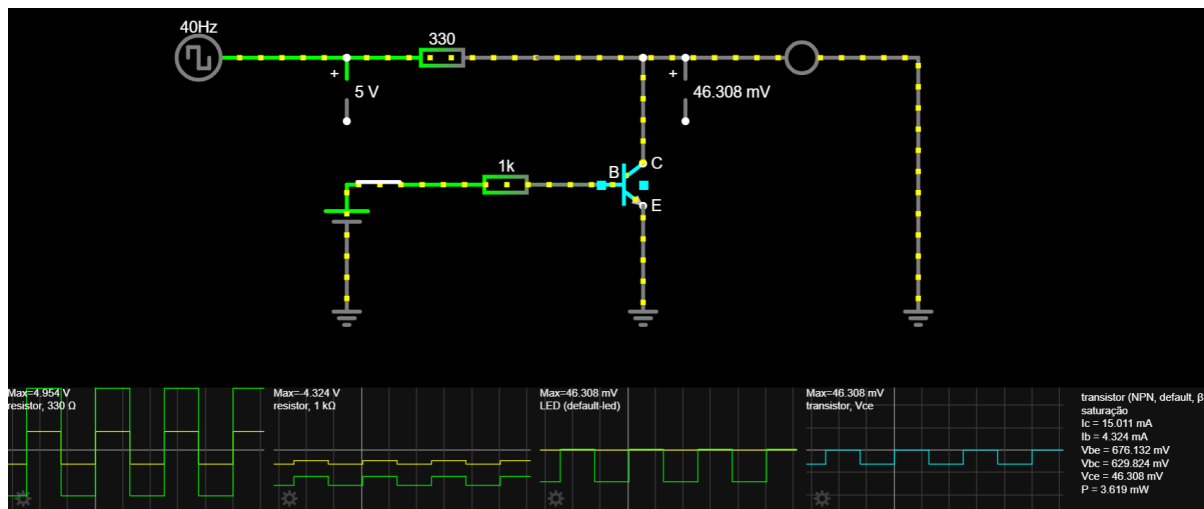 40Hz
330
+
5 V
+
46.308 mV
1k
B
C
E
Max=4.954 V
resistor, 330 Ω
Max=-4.324 V
resistor, 1 kΩ
Max=46.308 mV
LED (default-led)
Max=46.308 mV
transistor, Vce
transistor (NPN, default, β
saturação
Ic = 15.011 mA
Ib = 4.324 mA
Vbe = 676.132 mV
Vbc = 629.824 mV
Vce = 46.308 mV
P = 3.619 mW